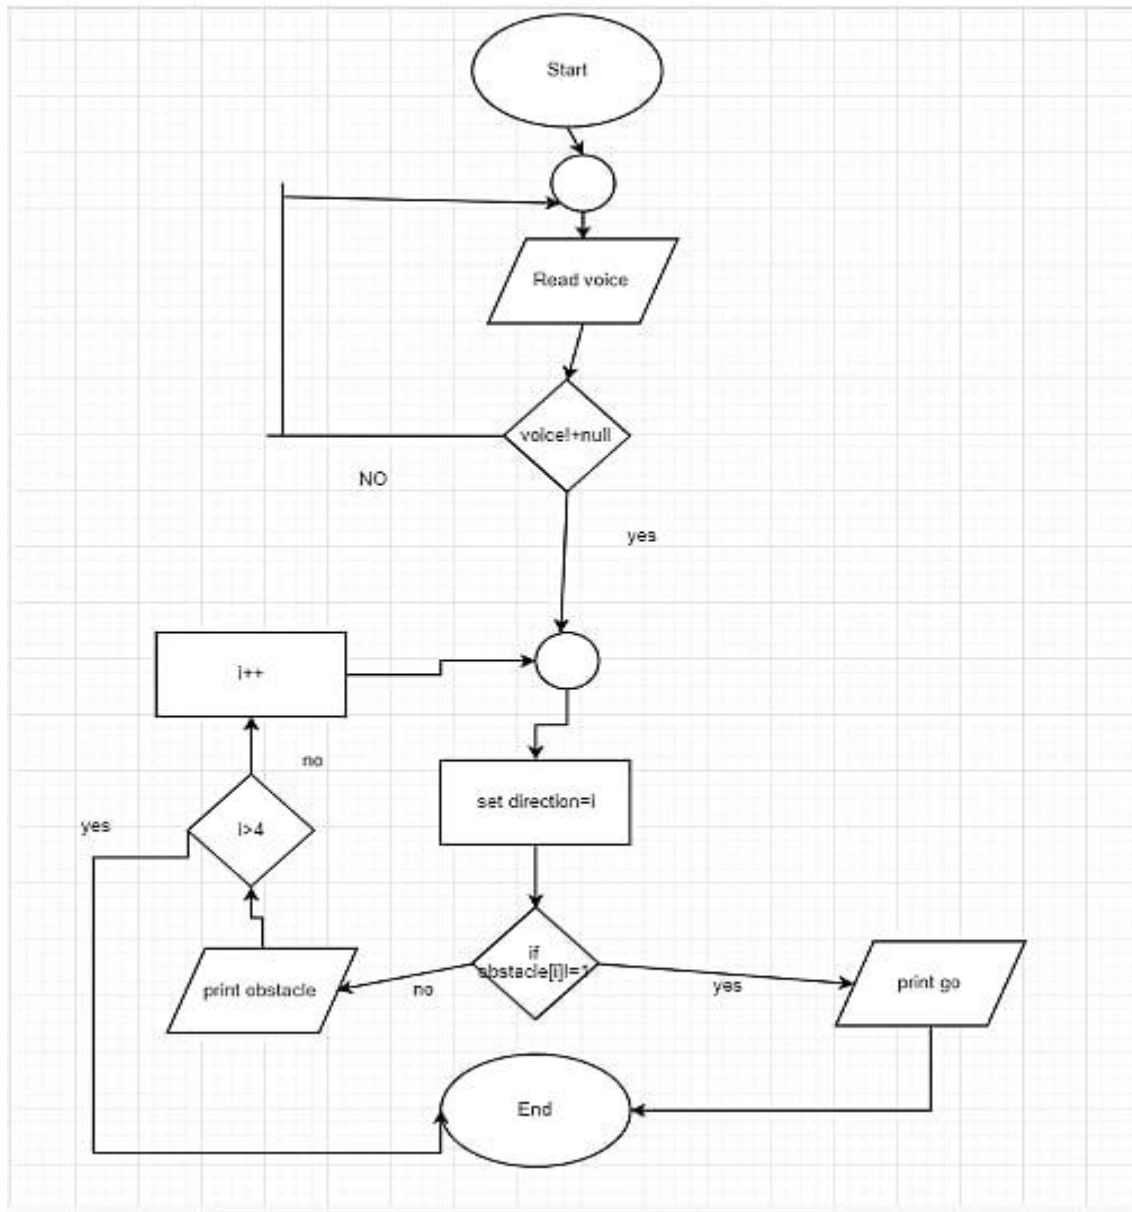 Start
Read voice
voice!+null
NO
yes
i++
no
set direction=i
yes
i>4
if
obstacle[i]!=1
no
yes
print obstacle
print go
End